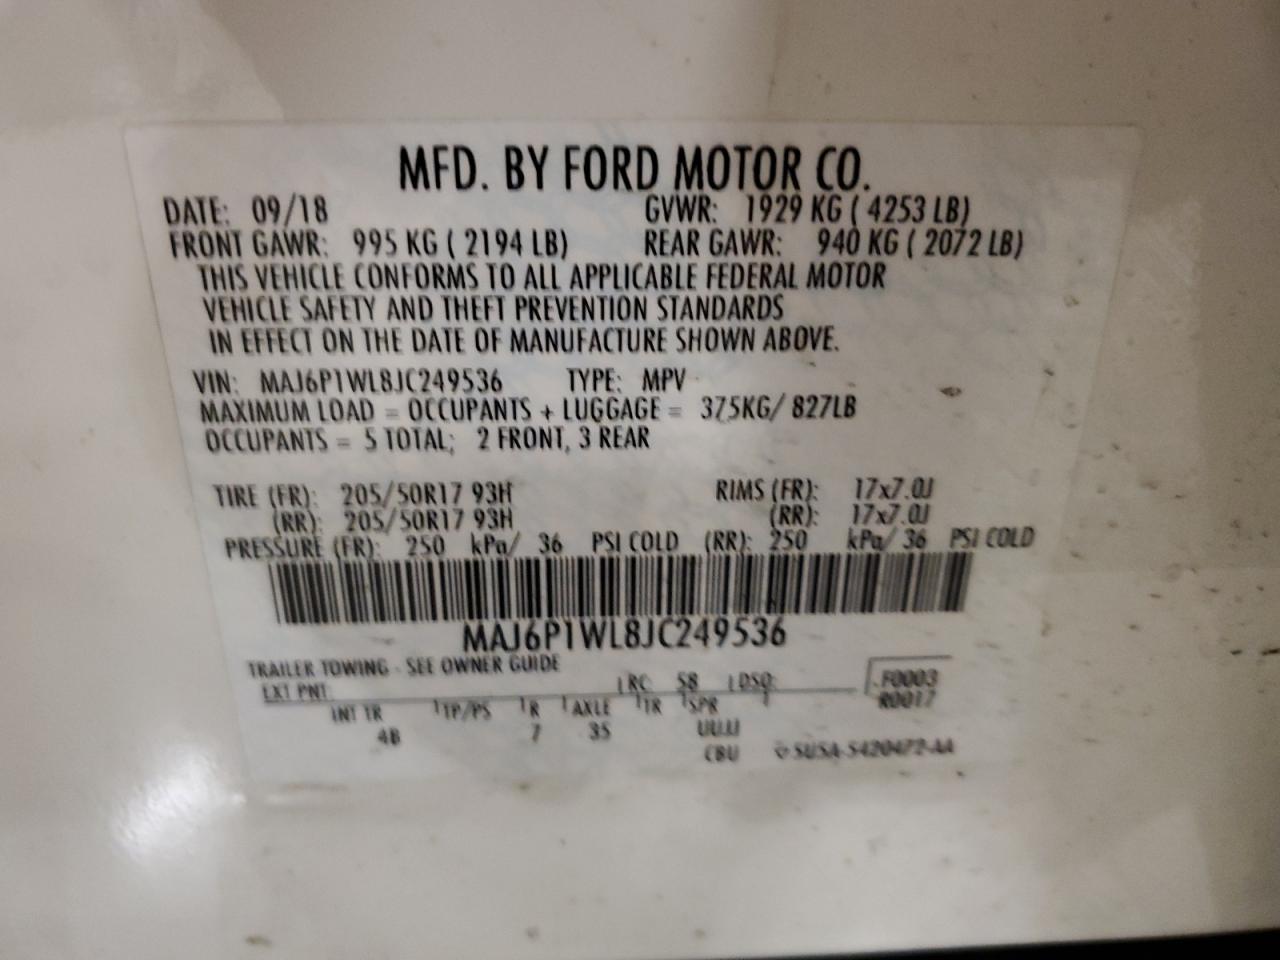 MFD. BY FORD MOTOR CO.
DATE: 09/18 GVWR: 1929 KG ( 4253 LB)
FRONT GAWR: 995 KG ( 2194 LB) REAR GAWR: 940 KG ( 2072 LB)
THIS VEHICLE CONFORMS TO ALL APPLICABLE FEDERAL MOTOR
VEHICLE SAFETY AND THEFT PREVENTION STANDARDS
IN EFFECT ON THE DATE OF MANUFACTURE SHOWN ABOVE.
VIN: MAJ6P1WL8JC249536 TYPE: MPV
MAXIMUM LOAD = OCCUPANTS + LUGGAGE = 375KG/ 827LB
OCCUPANTS = 5 TOTAL; 2 FRONT, 3 REAR
TIRE (FR): 205/50R17 93H RIMS (FR): 17x7.0J
(RR): 205/50R17 93H (RR): 17x7.0J
PRESSURE (FR): 250 kPa/ 36 PSI COLD (RR): 250 kPa/ 36 PSI COLD
MAJ6P1WL8JC249536
TRAILER TOWING - SEE OWNER GUIDE
EXT PNT: RC: 58 DSO: F0003
R0017
INT TR TP/PS R AXLE TR SPR
4B 7 35 UUJJ
CBU 5U5A-5420472-AA